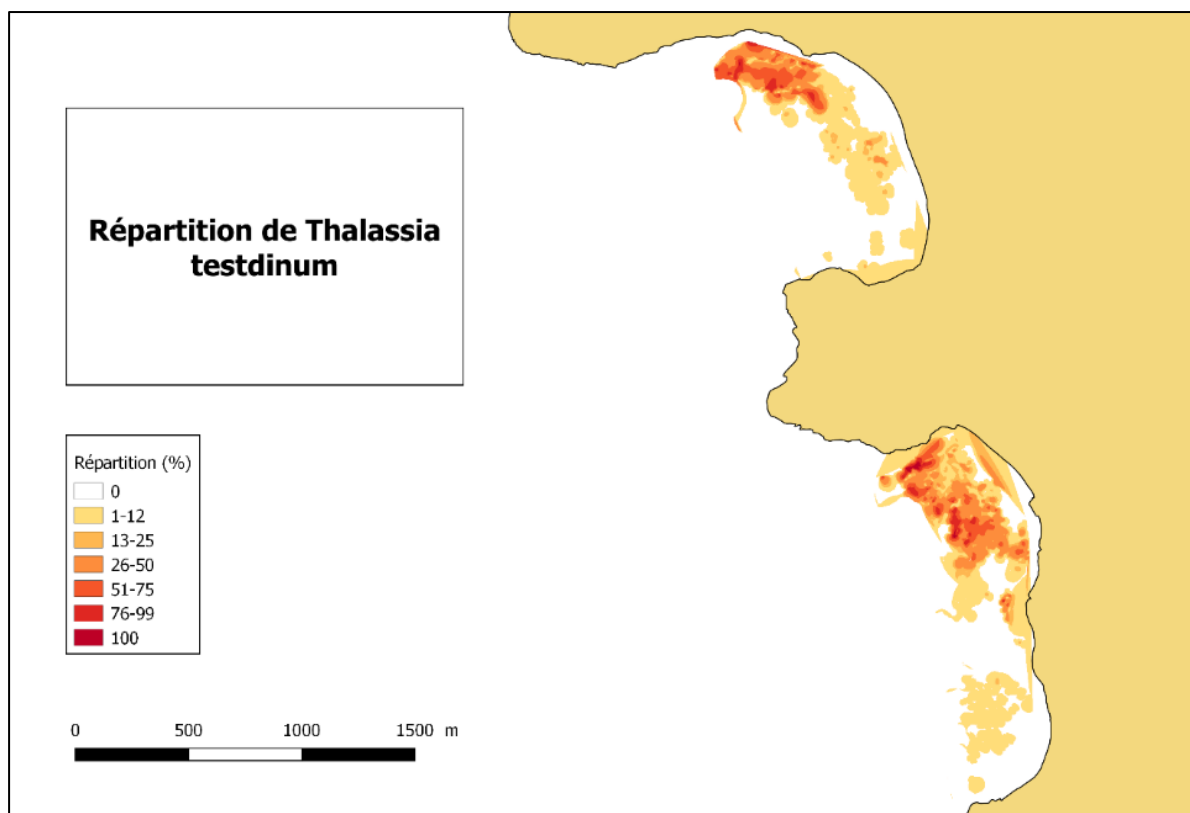 Répartition de Thalassia
testdinum
Répartition (%)
0
1-12
13-25
26-50
51-75
76-99
100
0 500 1000 1500 m